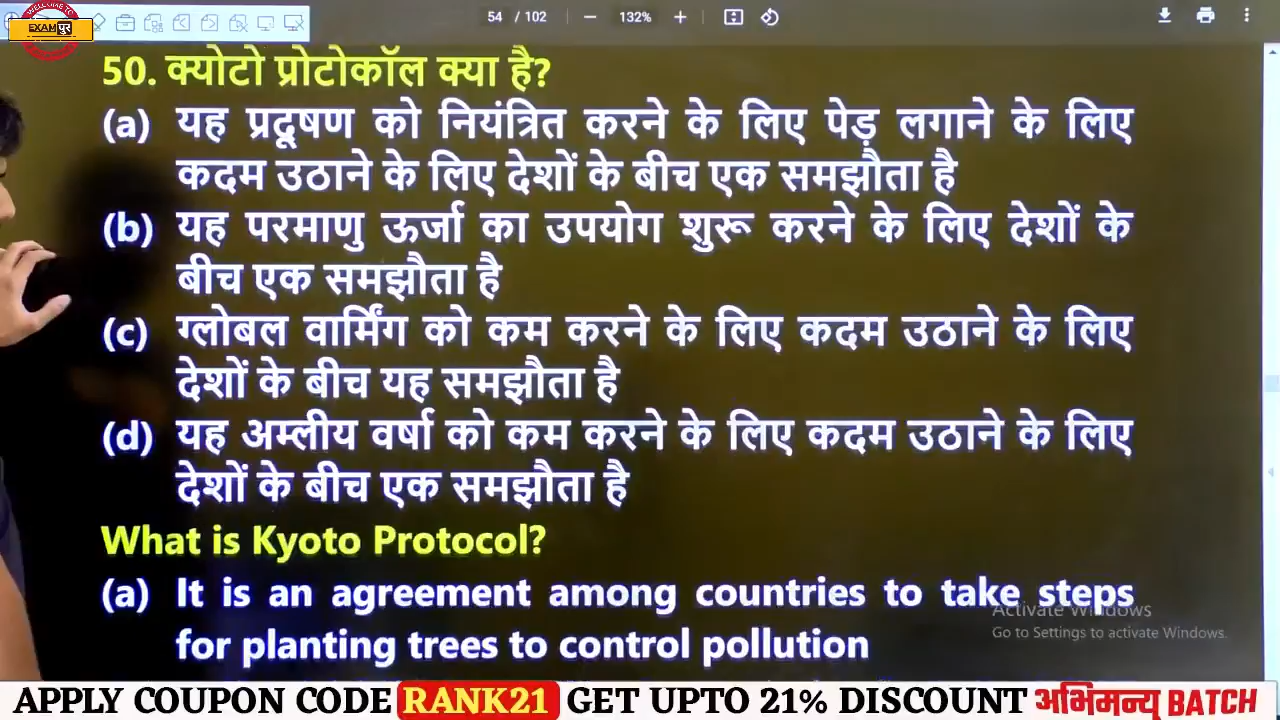 WELCOME TO
EXAM पुर
54 / 102
132%
50. क्योटो प्रोटोकॉल क्या है?
(a) यह प्रदूषण को नियंत्रित करने के लिए पेड़ लगाने के लिए
कदम उठाने के लिए देशों के बीच एक समझौता है
(b) यह परमाणु ऊर्जा का उपयोग शुरू करने के लिए देशों के
बीच एक समझौता है
(c) ग्लोबल वार्मिंग को कम करने के लिए कदम उठाने के लिए
देशों के बीच यह समझौता है
(d) यह अम्लीय वर्षा को कम करने के लिए कदम उठाने के लिए
देशों के बीच एक समझौता है
What is Kyoto Protocol?
(a) It is an agreement among countries to take steps
for planting trees to control pollution
Activate Windows
Go to Settings to activate Windows.
APPLY COUPON CODE RANK21 GET UPTO 21% DISCOUNT अभिमन्यु BATCH